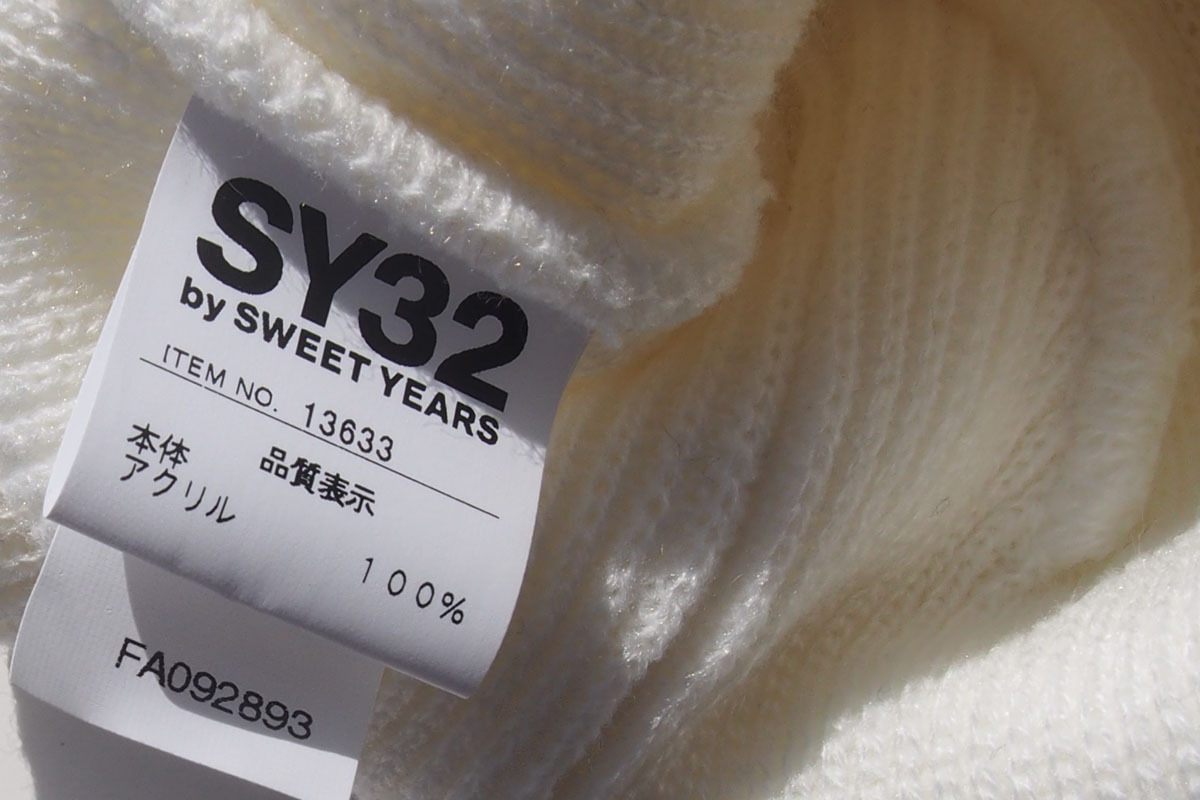 SY32
by SWEET YEARS
ITEM NO. 13633
品質表示
本体
アクリル
100%
FA092893